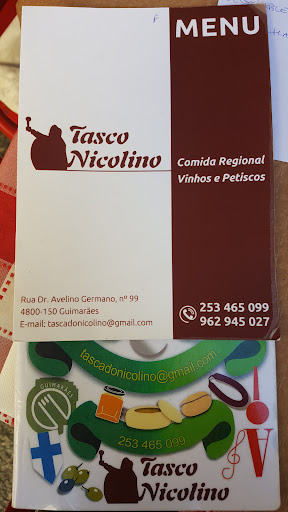 MENU
Tasco
Nicolino
Comida Regional
Vinhos e Petiscos
Rua Dr. Avelino Germano, nº 99
4800-150 Guimarães
E-mail: tascadonicolino@gmail.com
253 465 099
962 945 027
tascadonicolino@gmail.com
GUIMARÃES
253 465 099
Tasco
Nicolino